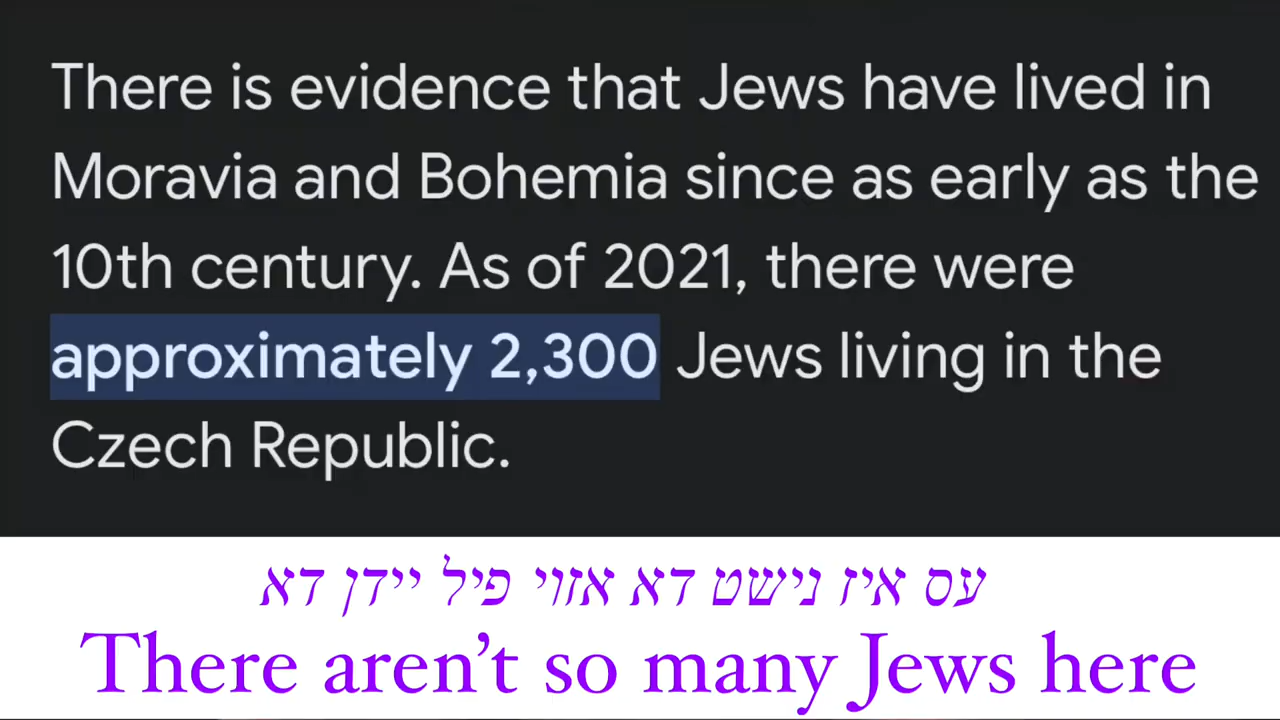 There is evidence that Jews have lived in
Moravia and Bohemia since as early as the
10th century. As of 2021, there were
approximately 2,300 Jews living in the
Czech Republic.
עס איז נישט דא אזוי פיל יידן דא
There aren’t so many Jews here